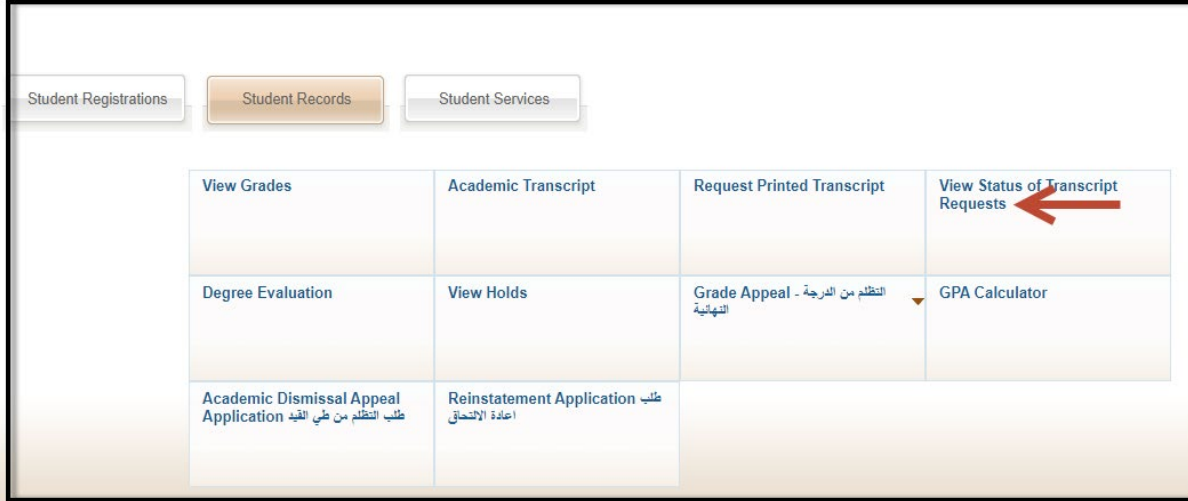 Student Registrations
Student Records
Student Services
View Grades
Academic Transcript
Request Printed Transcript
View Status of Transcript
Requests
Degree Evaluation
View Holds
Grade Appeal - التظلم من الدرجة
النهائية
GPA Calculator
Academic Dismissal Appeal
Application طلب التظلم من طي القيد
Reinstatement Application طلب
اعادة الالتحاق